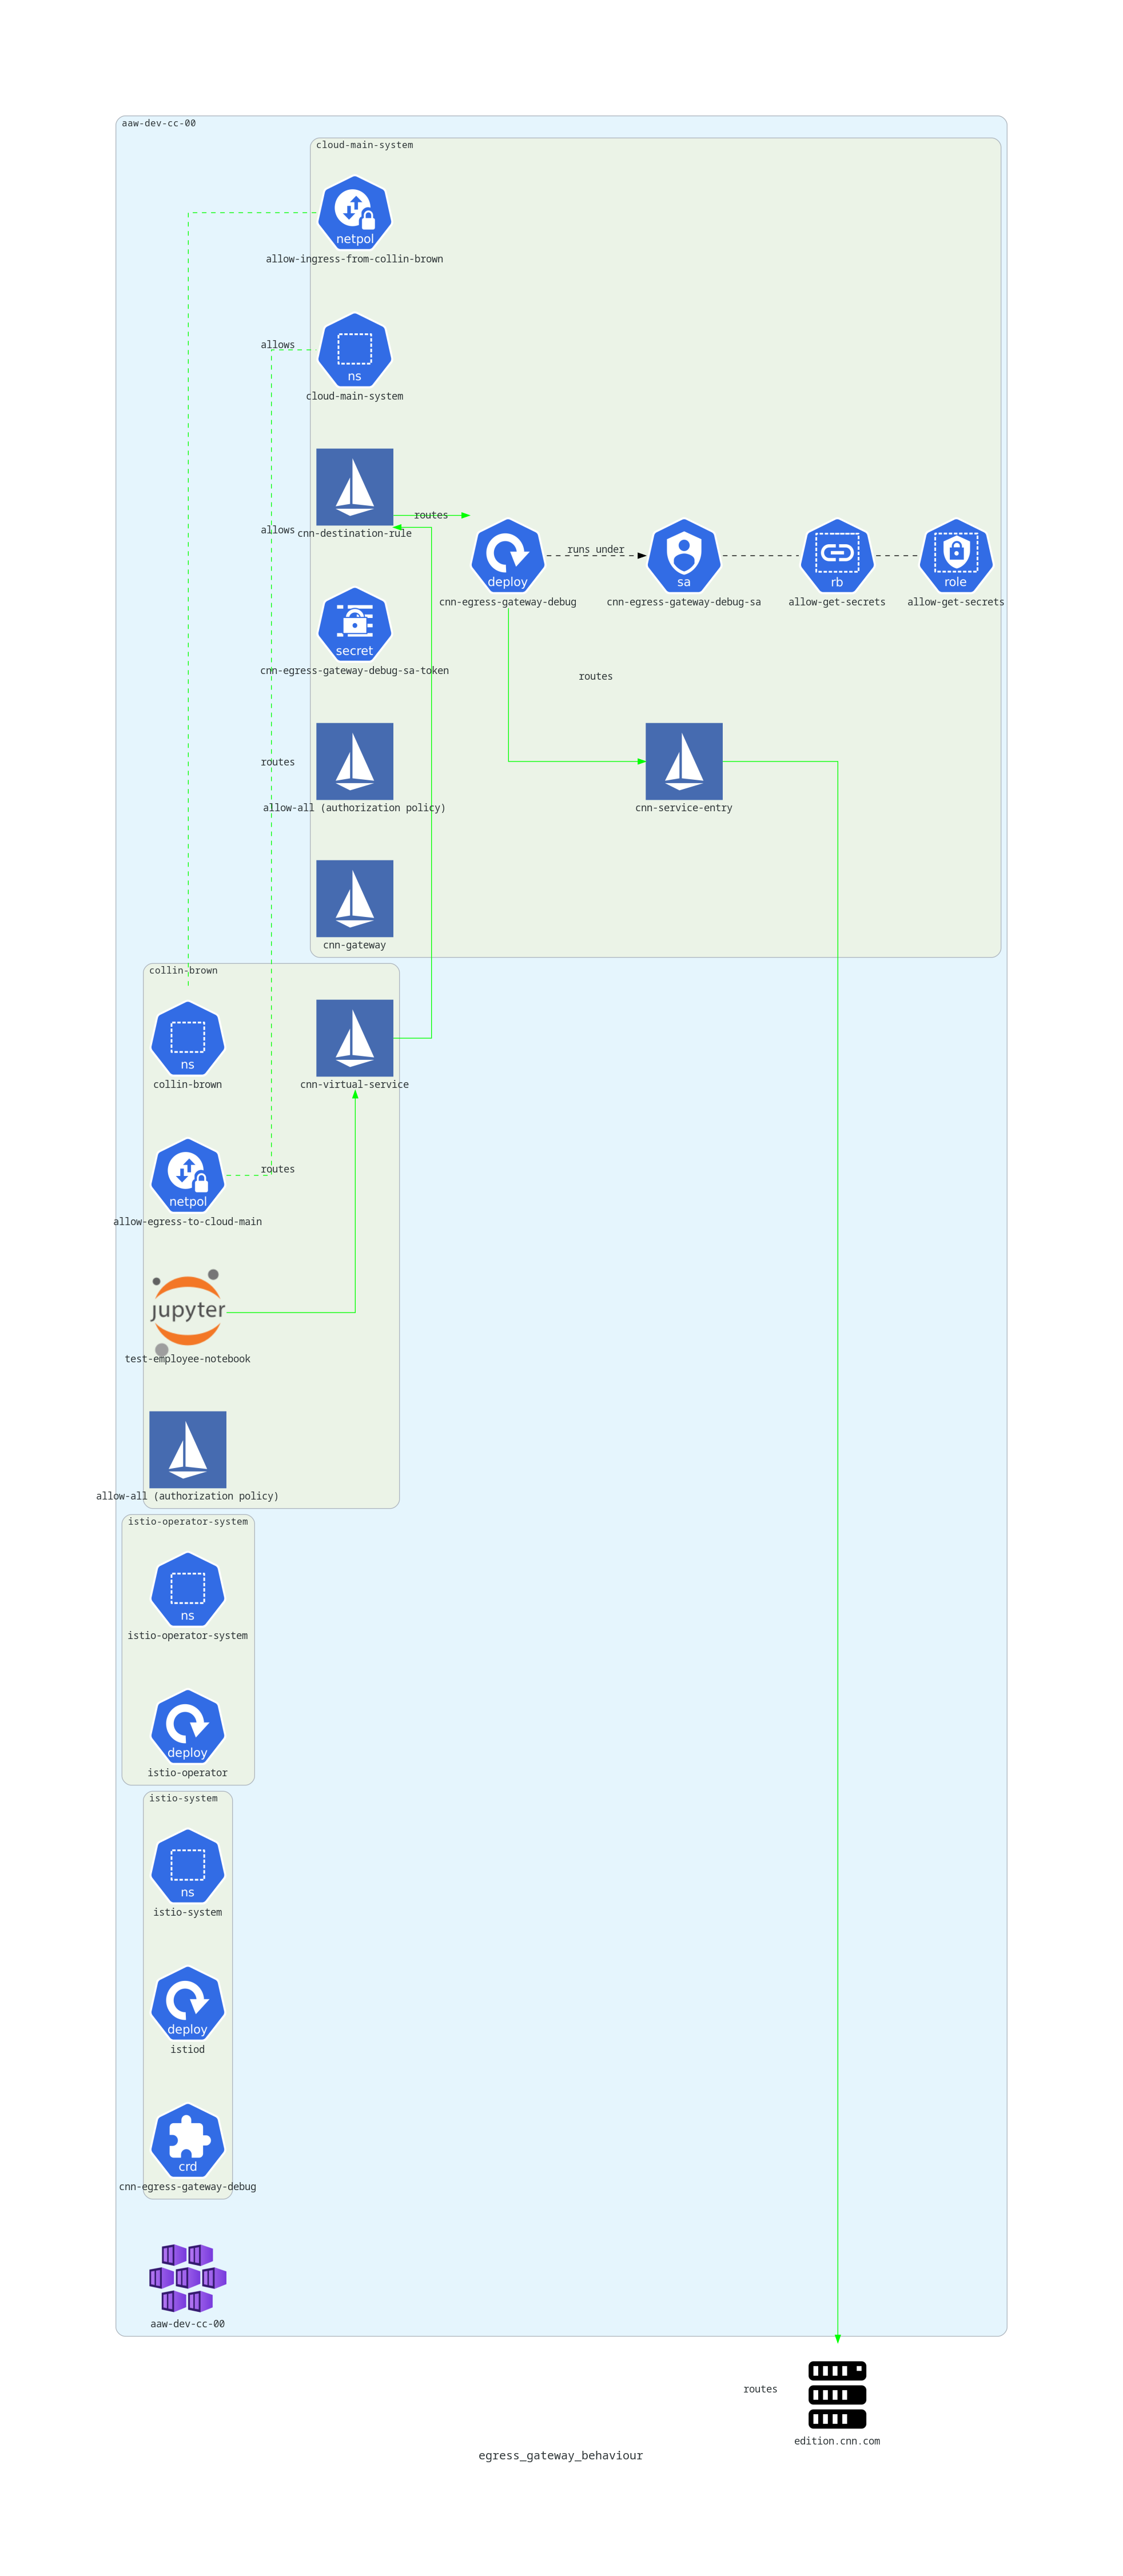 aaw-dev-cc-00
cloud-main-system
netpol
allow-ingress-from-collin-brown
allows
ns
cloud-main-system
routes
allows
cnn-destination-rule
deploy
cnn-egress-gateway-debug
runs under
sa
cnn-egress-gateway-debug-sa
rb
allow-get-secrets
role
allow-get-secrets
secret
cnn-egress-gateway-debug-sa-token
routes
routes
allow-all (authorization policy)
cnn-service-entry
cnn-gateway
collin-brown
ns
collin-brown
cnn-virtual-service
routes
netpol
allow-egress-to-cloud-main
jupyter
test-employee-notebook
allow-all (authorization policy)
istio-operator-system
ns
istio-operator-system
deploy
istio-operator
istio-system
ns
istio-system
deploy
istiod
crd
cnn-egress-gateway-debug
aaw-dev-cc-00
routes
edition.cnn.com
egress_gateway_behaviour